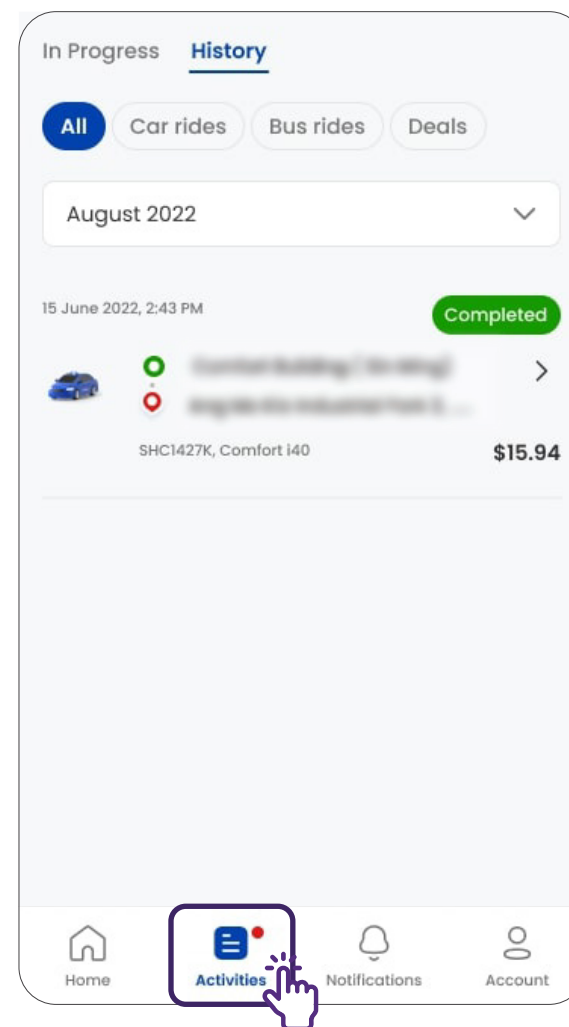 In Progress History
All Car rides Bus rides Deals
August 2022
15 June 2022, 2:43 PM Completed
SHC1427K, Comfort i40 $15.94
Home Activities Notifications Account